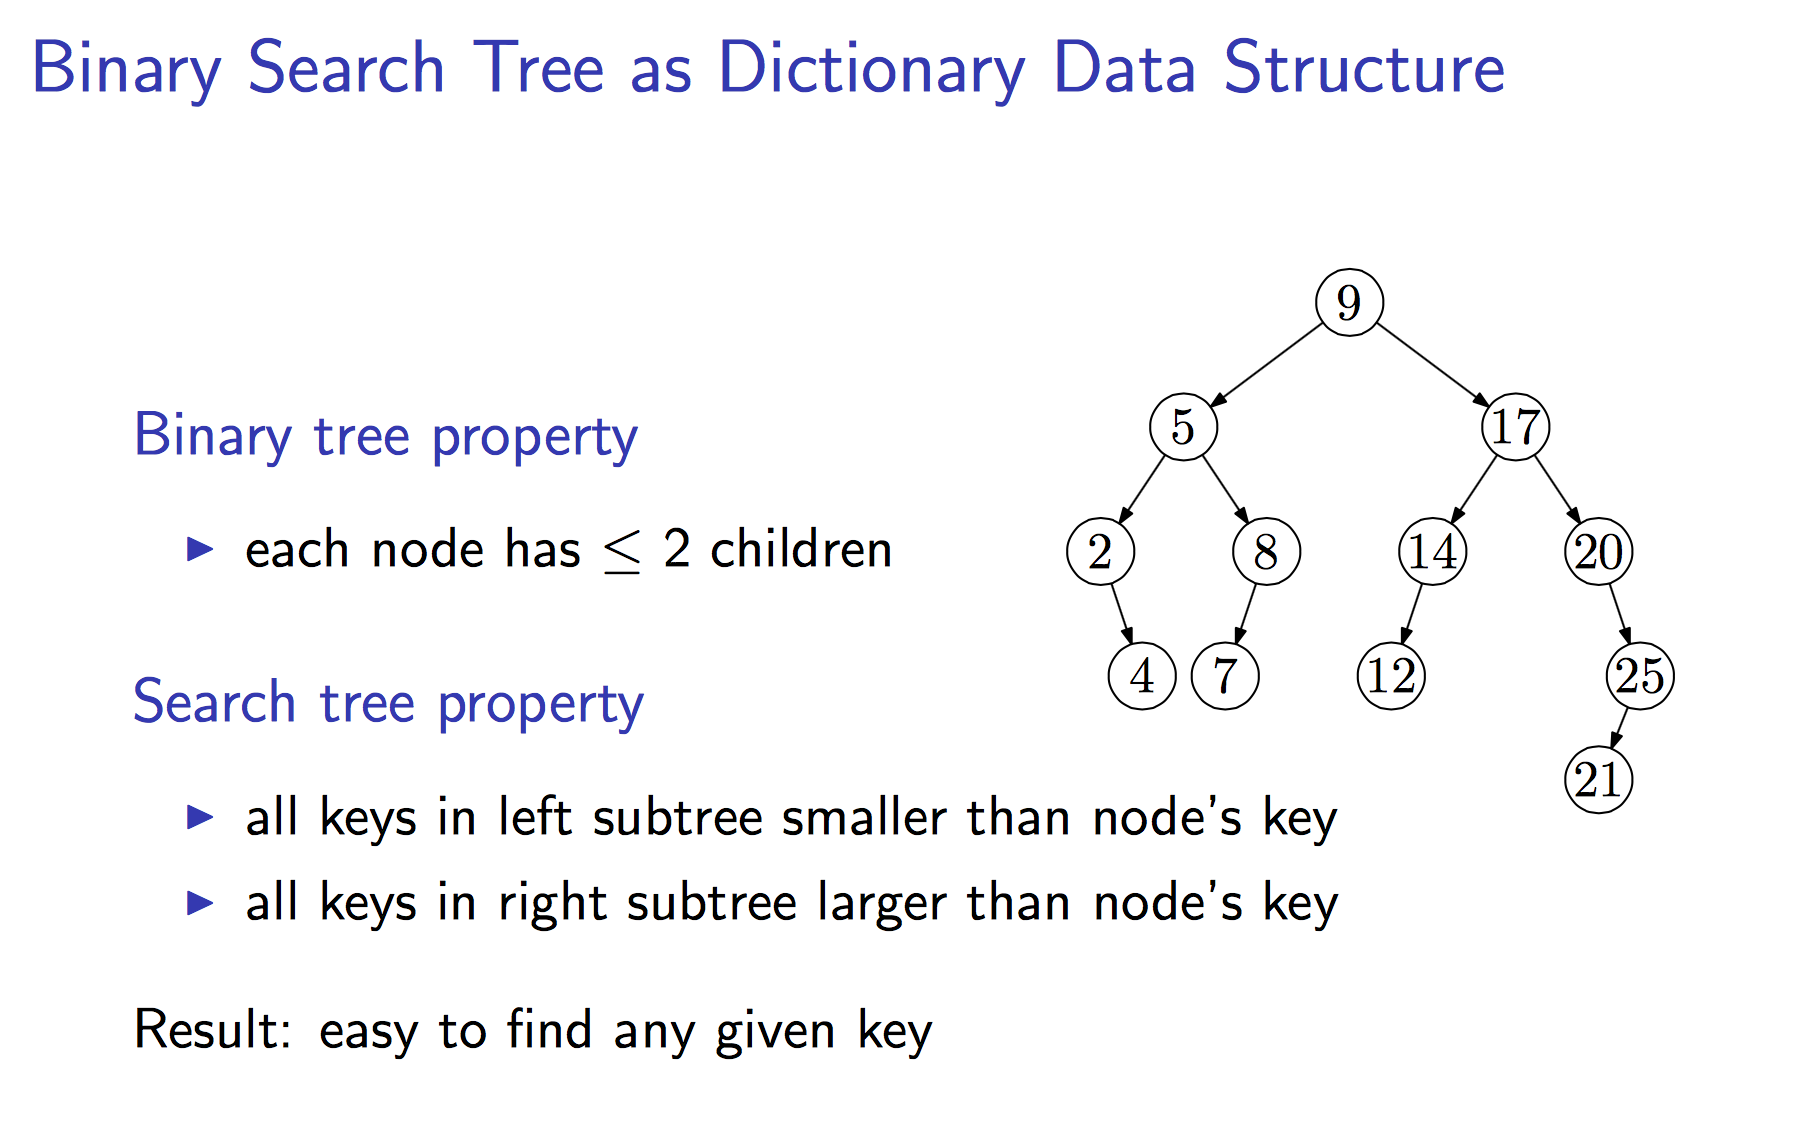 Binary Search Tree as Dictionary Data Structure
9
Binary tree property
5
17
▶ each node has ≤ 2 children
2
8
14
20
Search tree property
4
7
12
25
21
▶ all keys in left subtree smaller than node's key
▶ all keys in right subtree larger than node's key
Result: easy to find any given key